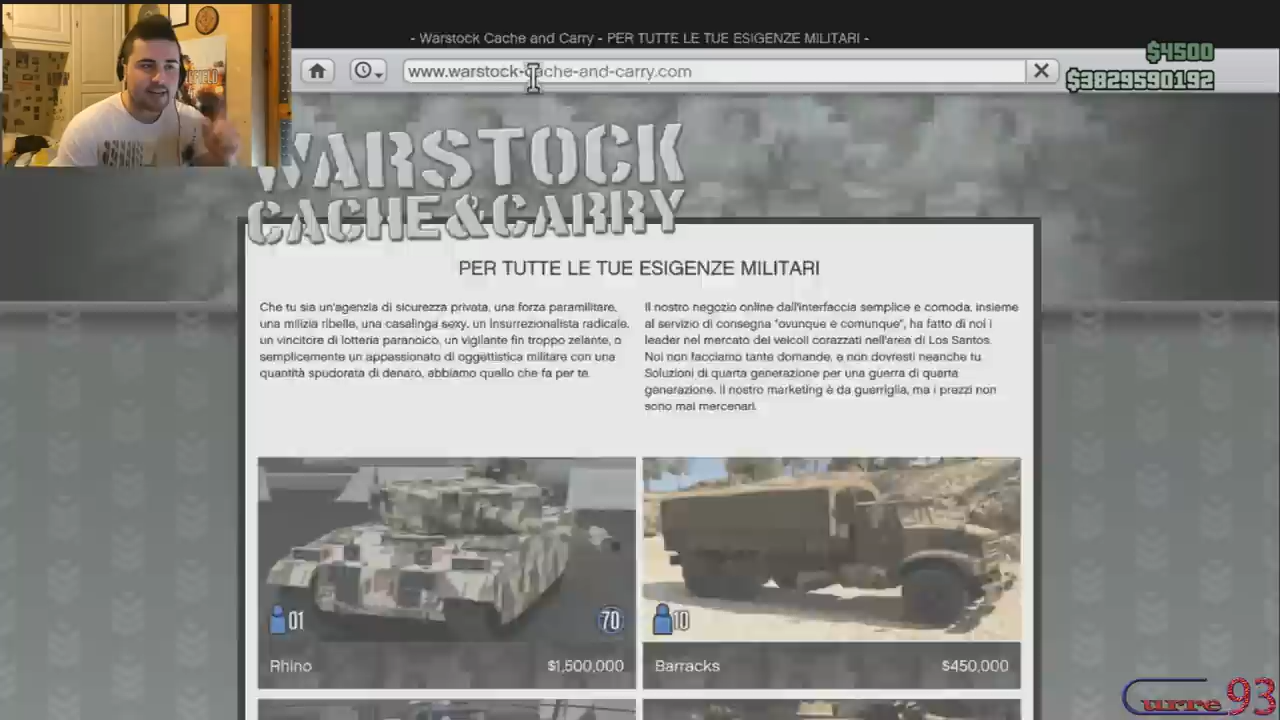 - Warstock Cache and Carry - PER TUTTE LE TUE ESIGENZE MILITARI -
$4500
www.warstock-cache-and-carry.com
$3829590192
WARSTOCK
CACHE&CARRY
PER TUTTE LE TUE ESIGENZE MILITARI
Che tu sia un'agenzia di sicurezza privata, una forza paramilitare,
una milizia ribelle, una casalinga sexy, un insurrezionalista radicale,
un vincitore di lotteria paranoico, un vigilante fin troppo zelante, o
semplicemente un appassionato di oggettistica militare con una
quantità spudorata di denaro, abbiamo quello che fa per te.
Il nostro negozio online dall'interfaccia semplice e comoda, insieme
al servizio di consegna "ovunque e comunque", ha fatto di noi i
leader nel mercato dei veicoli corazzati nell'area di Los Santos.
Noi non facciamo tante domande, e non dovresti neanche tu.
Soluzioni di quarta generazione per una guerra di quarta
generazione. Il nostro marketing è da guerriglia, ma i prezzi non
sono mai mercenari.
01
70
10
Rhino
$1,500,000
Barracks
$450,000
Curre93